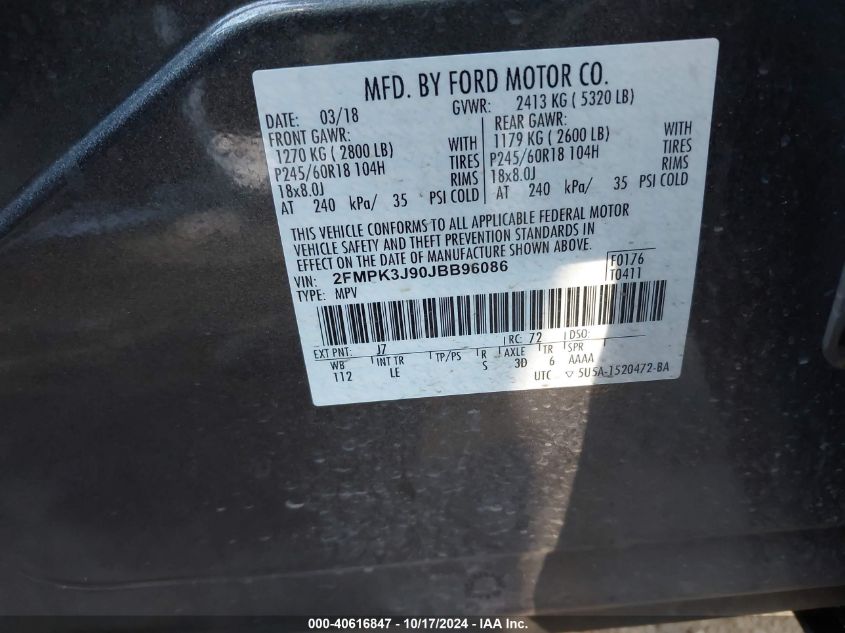 MFD. BY FORD MOTOR CO.
DATE: 03/18 GVWR: 2413 KG ( 5320 LB)
FRONT GAWR: REAR GAWR:
1270 KG ( 2800 LB) WITH 1179 KG ( 2600 LB) WITH
P245/60R18 104H TIRES P245/60R18 104H TIRES
18x8.0J RIMS 18x8.0J RIMS
AT 240 kPa/ 35 PSI COLD AT 240 kPa/ 35 PSI COLD
THIS VEHICLE CONFORMS TO ALL APPLICABLE FEDERAL MOTOR
VEHICLE SAFETY AND THEFT PREVENTION STANDARDS IN
EFFECT ON THE DATE OF MANUFACTURE SHOWN ABOVE.
VIN: 2FMPK3J90JBB96086 F0176
TYPE: MPV T0411
EXT PNT: J7 RC: 72 DSO:
WB INT TR TP/PS R AXLE TR SPR
112 LE S 3D 6 AAAA
UTC ▽ 5U5A-1520472-BA
000-40616847 - 10/17/2024 - IMPACT AUTO AUCTIONS